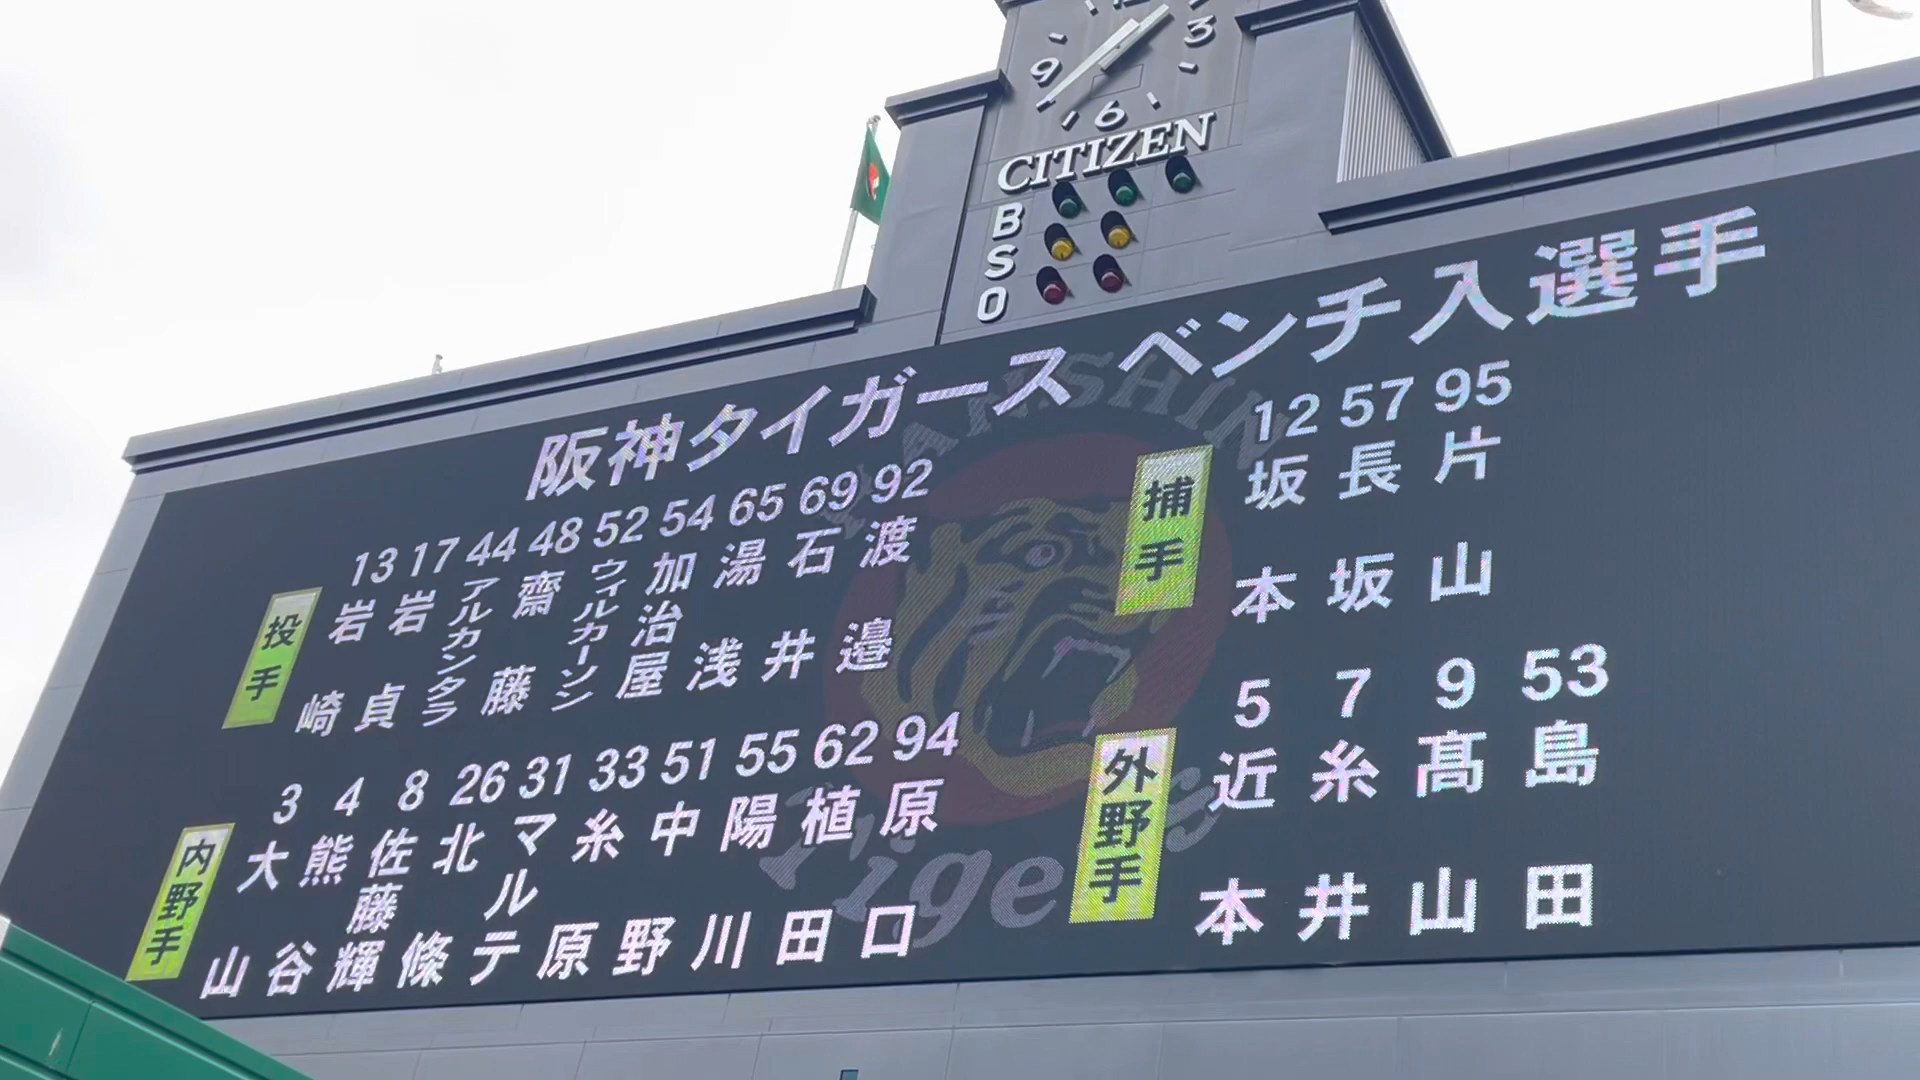 3
9
6
CITIZEN
B
S
O
阪神タイガース ベンチ入選手
投手
13 17 44 48 52 54 65 69 92
岩崎
岩貞
アルカンタラ
齋藤
ウィルカーソン
加治屋
湯浅
石井
渡邉
捕手
12 57 95
坂本
長坂
片山
内野手
3 4 8 26 31 33 51 55 62 94
大山
熊谷
佐藤輝
北條
マルテ
糸原
中野
陽川
植田
原口
外野手
5 7 9 53
近本
糸井
髙山
島田
HANSHIN
Tigers